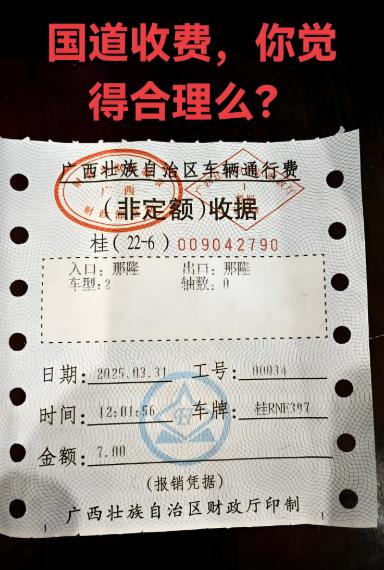 国道收费，你觉
得合理么？
广西壮族自治区车辆通行费
广西
(非定额)收据
桂(22-6) 009042790
入口: 那隆 出口: 那隆
车型:2 轴数: 0
日期: 2025.03.31 工号: 00034
时间: 12:01:56 车牌: 桂RNE397
金额: 7.00
(报销凭据)
广西壮族自治区财政厅印制